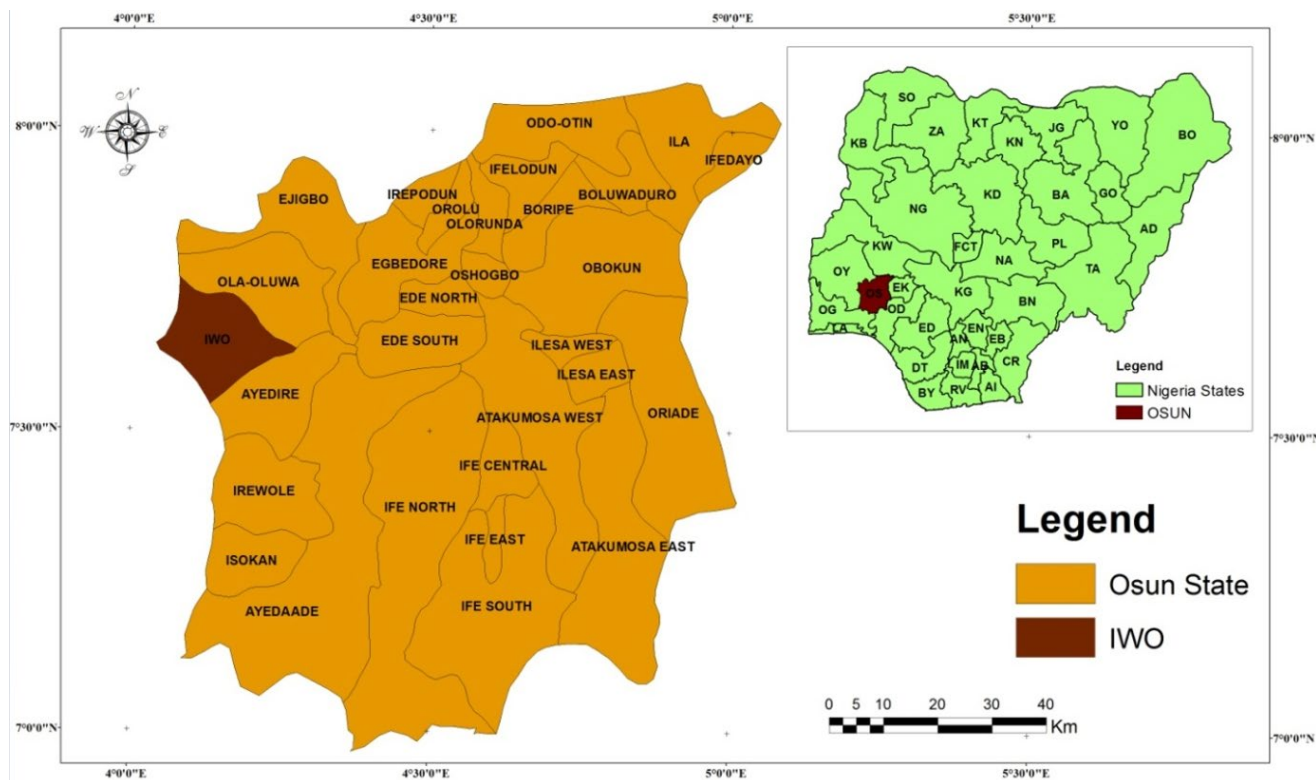 4°0'0"E
4°30'0"E
5°0'0"E
5°30'0"E
8°0'0"N
7°30'0"N
7°0'0"N
N
W E
S
ODO-OTIN
ILA
IFEDAYO
IFELODUN
EJIGBO
IREPODUN
BOLUWADURO
OROLU
BORIPE
OLORUNDA
EGBEDORE
OSHOGBO
OBOKUN
OLA-OLUWA
EDE NORTH
IWO
EDE SOUTH
ILESA WEST
ILESA EAST
AYEDIRE
ATAKUMOSA WEST
ORIADE
IFE CENTRAL
IREWOLE
IFE NORTH
IFE EAST
ATAKUMOSA EAST
ISOKAN
AYEDAADE
IFE SOUTH
SO
KT
JG
YO
BO
ZA
KN
KB
KD
BA
GO
NG
AD
KW
FCT
PL
OY
NA
TA
OS
EK
KG
BN
OG
OD
LA
ED
EN
AN
EB
DT
IM
AB
CR
BY
RV
AI
Legend
Nigeria States
OSUN
8°0'0"N
7°30'0"N
7°0'0"N
Legend
Osun State
IWO
0 5 10 20 30 40
Km
4°0'0"E
4°30'0"E
5°0'0"E
5°30'0"E